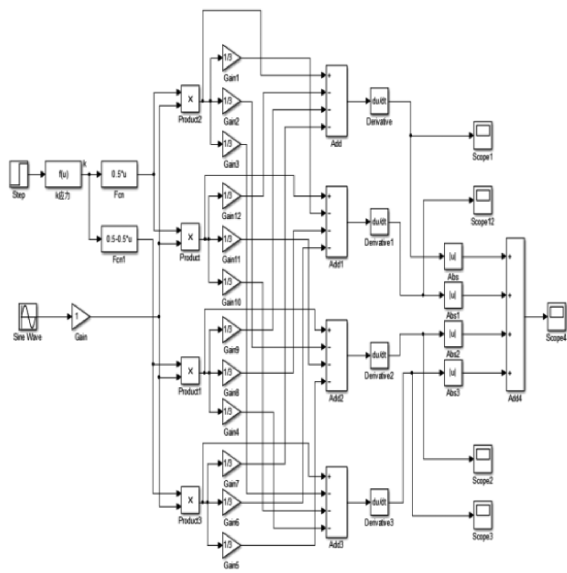 1/3
Gain1
+
-
-
-
Add
du/dt
Derivative
x
Product2
1/3
Gain2
1/3
Gain3
Scope1
Step
f(u)
k
0.5*u
Fcn
0.5-0.5*u
Fcn1
1/3
Gain12
x
Product
1/3
Gain11
1/3
Gain10
+
-
-
-
Add1
du/dt
Derivative1
Scope12
|u|
Abs
|u|
Abs1
|u|
Abs2
|u|
Abs3
+
+
+
+
Add4
Scope4
Sine Wave
1
Gain
1/3
Gain9
x
Product1
1/3
Gain8
1/3
Gain4
+
-
-
-
Add2
du/dt
Derivative2
Scope2
1/3
Gain7
x
Product3
1/3
Gain6
1/3
Gain5
+
-
-
-
Add3
du/dt
Derivative3
Scope3